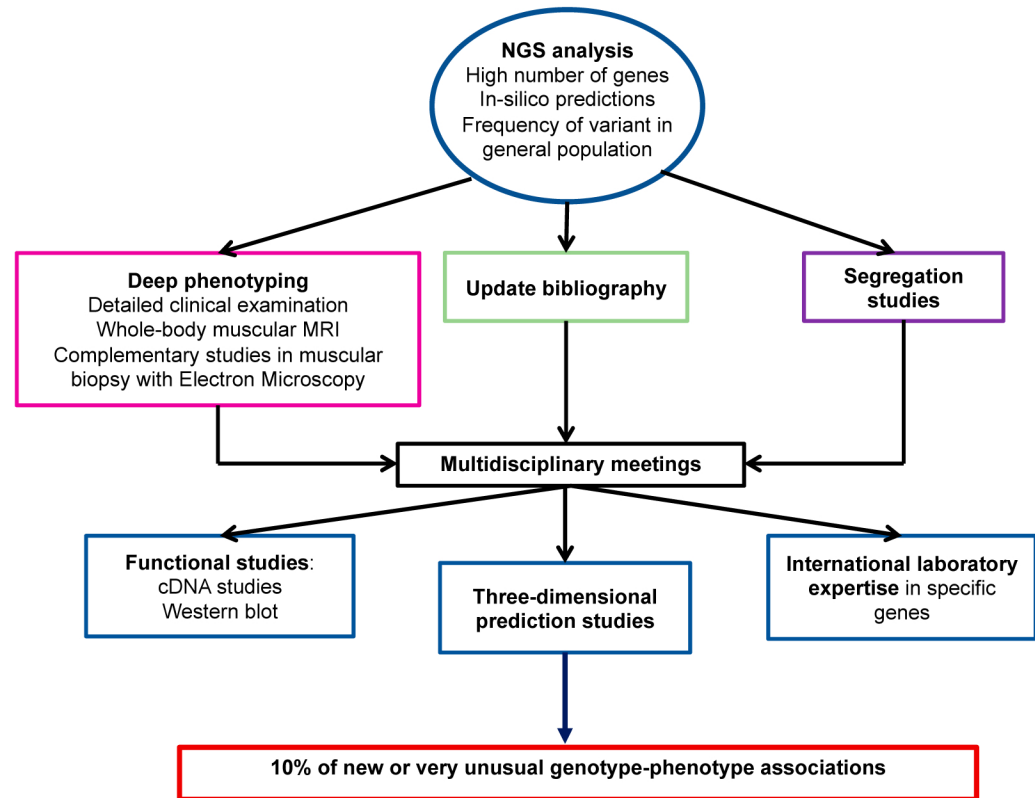 NGS analysis
High number of genes
In-silico predictions
Frequency of variant in
general population
Deep phenotyping
Detailed clinical examination
Whole-body muscular MRI
Complementary studies in muscular
biopsy with Electron Microscopy
Update bibliography
Segregation
studies
Multidisciplinary meetings
Functional studies:
cDNA studies
Western blot
Three-dimensional
prediction studies
International laboratory
expertise in specific
genes
10% of new or very unusual genotype-phenotype associations